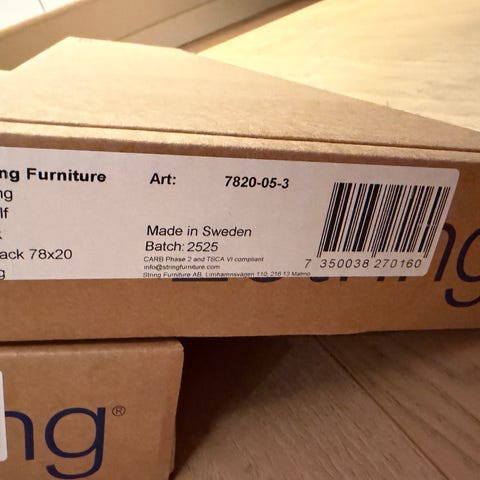 ng Furniture
ng
lf
k
ack 78x20
g
Art: 7820-05-3
Made in Sweden
Batch: 2525
CARB Phase 2 and TSCA VI compliant
info@stringfurniture.com
String Furniture AB, Limhamnsvägen 110, 216 13 Malmö
7 350038 270160
string
ng®